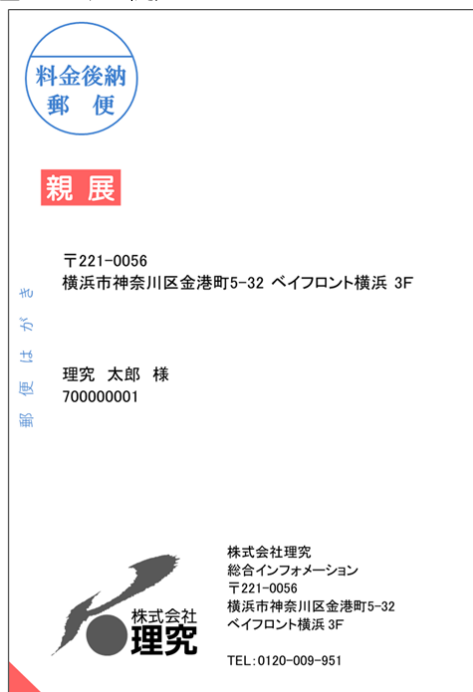 料金後納
郵 便
親 展
〒221-0056
横浜市神奈川区金港町5-32 ベイフロント横浜 3F
郵便はがき
理究 太郎 様
700000001
株式会社
理究
株式会社理究
総合インフォメーション
〒221-0056
横浜市神奈川区金港町5-32
ベイフロント横浜 3F
TEL:0120-009-951